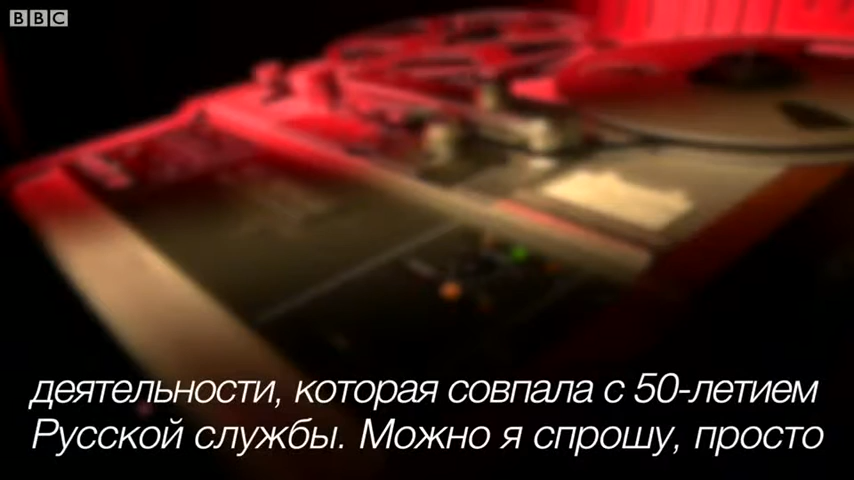 BBC
деятельности, которая совпала с 50-летием
Русской службы. Можно я спрошу, просто